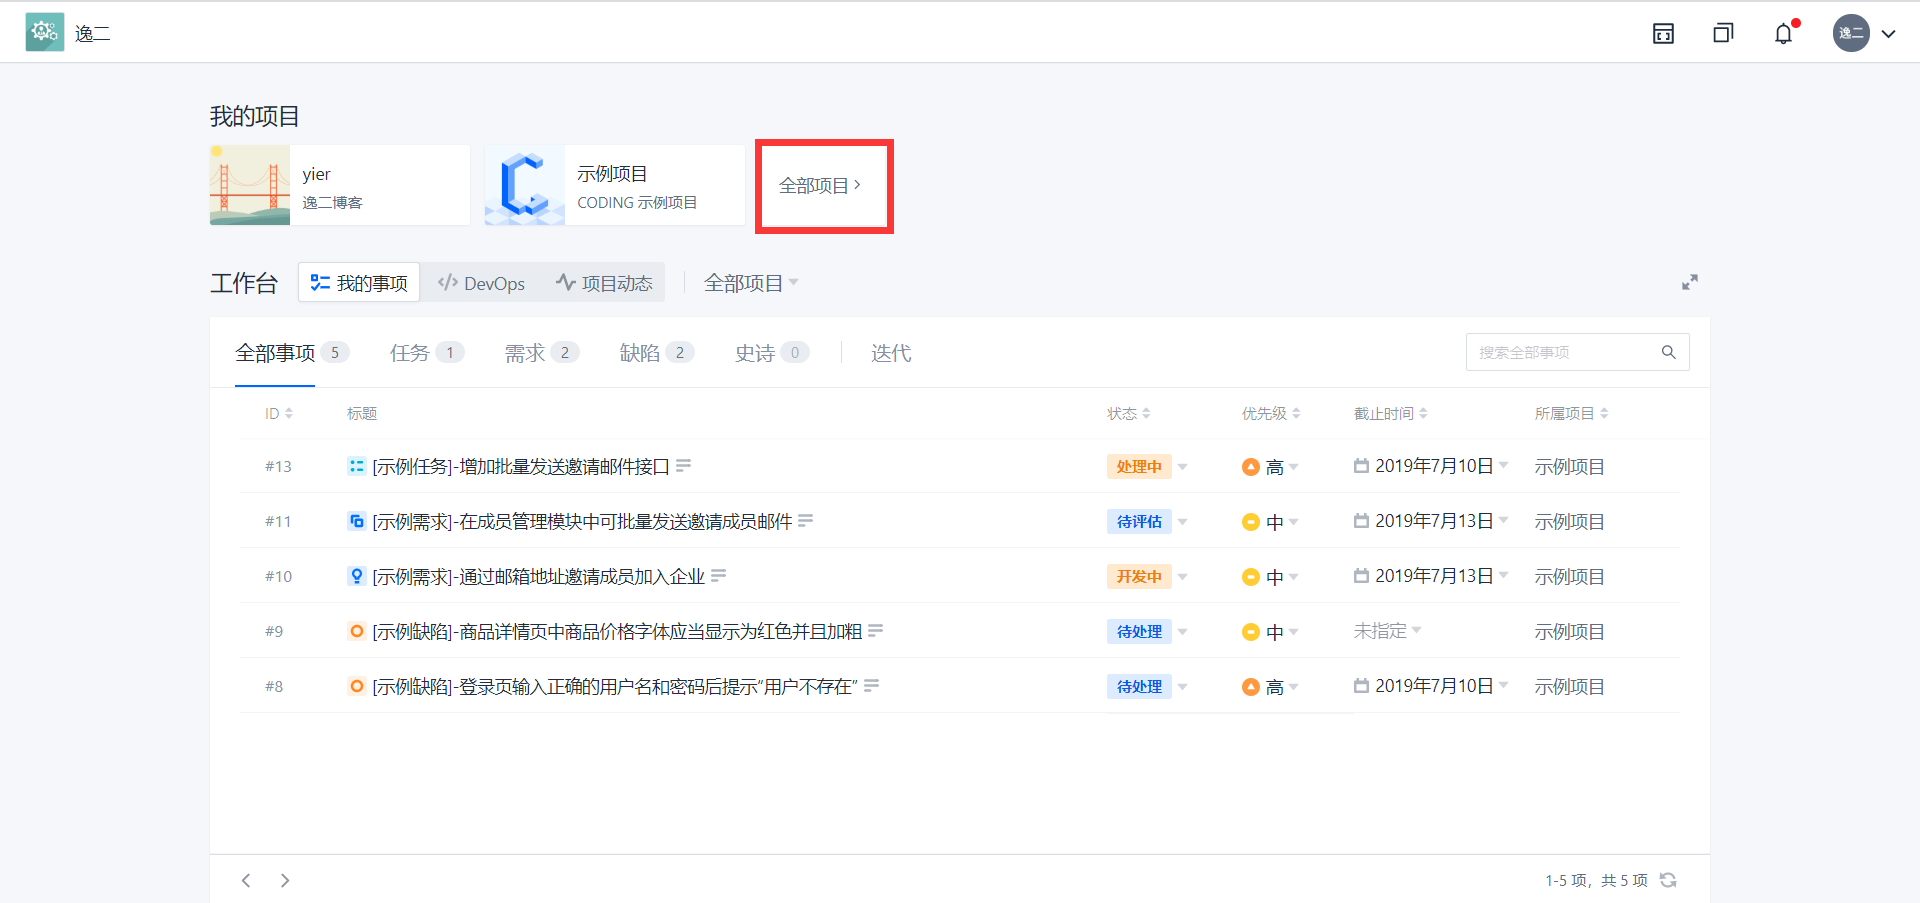 逸二
逸二
我的项目
yier
逸二博客
示例项目
CODING 示例项目
全部项目
工作台 我的事项 DevOps 项目动态 全部项目
全部事项 5 任务 1 需求 2 缺陷 2 史诗 0 迭代 搜索全部事项
ID 标题 状态 优先级 截止时间 所属项目
#13 [示例任务]-增加批量发送邀请邮件接口 处理中 高 2019年7月10日 示例项目
#11 [示例需求]-在成员管理模块中可批量发送邀请成员邮件 待评估 中 2019年7月13日 示例项目
#10 [示例需求]-通过邮箱地址邀请成员加入企业 开发中 中 2019年7月13日 示例项目
#9 [示例缺陷]-商品详情页中商品价格字体应当显示为红色并且加粗 待处理 中 未指定 示例项目
#8 [示例缺陷]-登录页输入正确的用户名和密码后提示“用户不存在” 待处理 高 2019年7月10日 示例项目
1-5 项，共 5 项